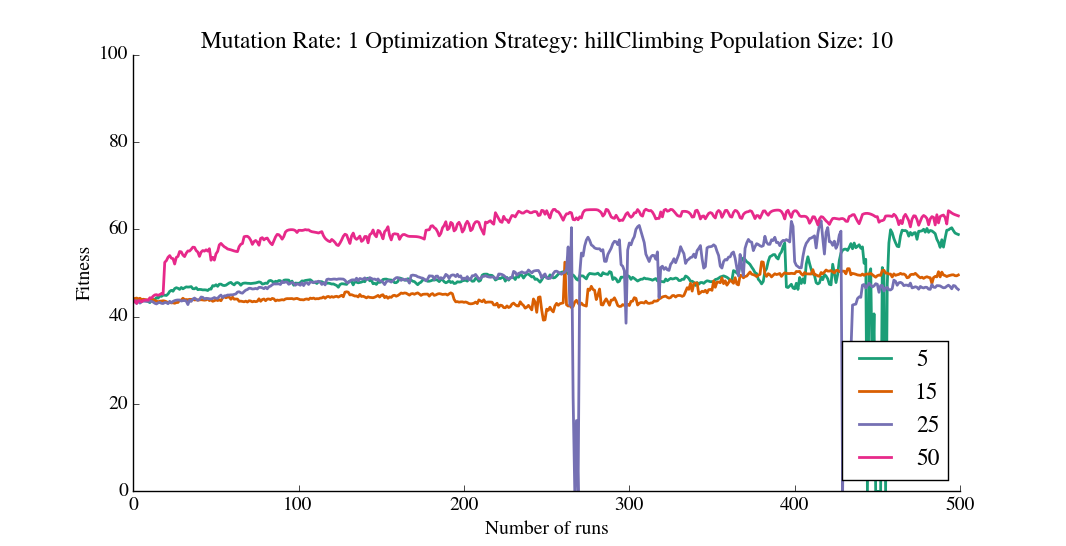 Mutation Rate: 1 Optimization Strategy: hillClimbing Population Size: 10
100
80
60
40
20
0
Fitness
0 100 200 300 400 500
Number of runs
5
15
25
50